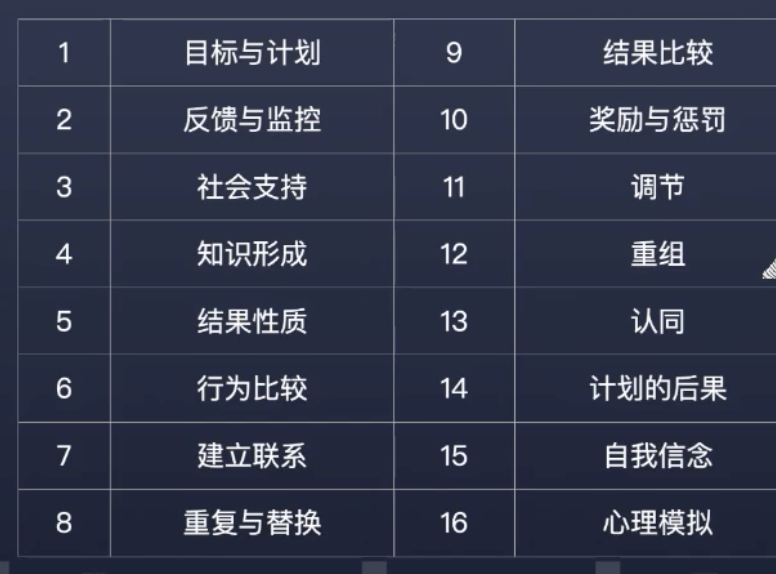 1 目标与计划 9 结果比较
2 反馈与监控 10 奖励与惩罚
3 社会支持 11 调节
4 知识形成 12 重组
5 结果性质 13 认同
6 行为比较 14 计划的后果
7 建立联系 15 自我信念
8 重复与替换 16 心理模拟